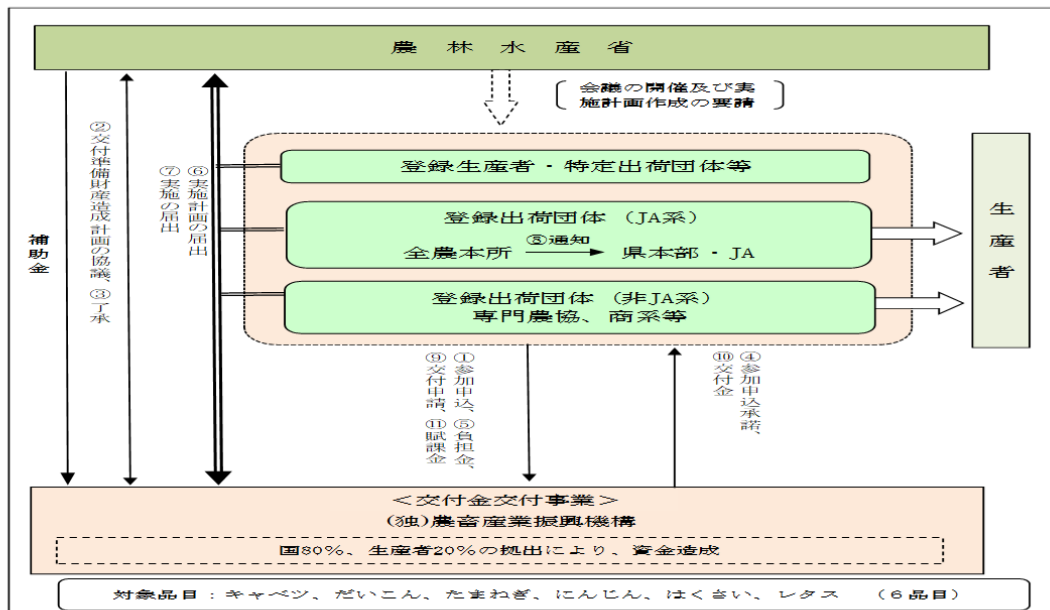 農林水産省
会議の開催及び実
施計画作成の要請
補助金
②交付準備財産造成計画の協議、③了承
⑦実施の届出
⑥実施計画の届出
登録生産者・特定出荷団体等
登録出荷団体（JA系）
全農本所
⑧通知
県本部・JA
登録出荷団体（非JA系）
専門農協、商系等
生産者
①参加申込、⑤負担金、
⑨交付申請、⑪賦課金
④参加申込承諾、
⑩交付金
＜交付金交付事業＞
(独)農畜産業振興機構
国80％、生産者20％の拠出により、資金造成
対象品目：キャベツ、だいこん、たまねぎ、にんじん、はくさい、レタス　（６品目）